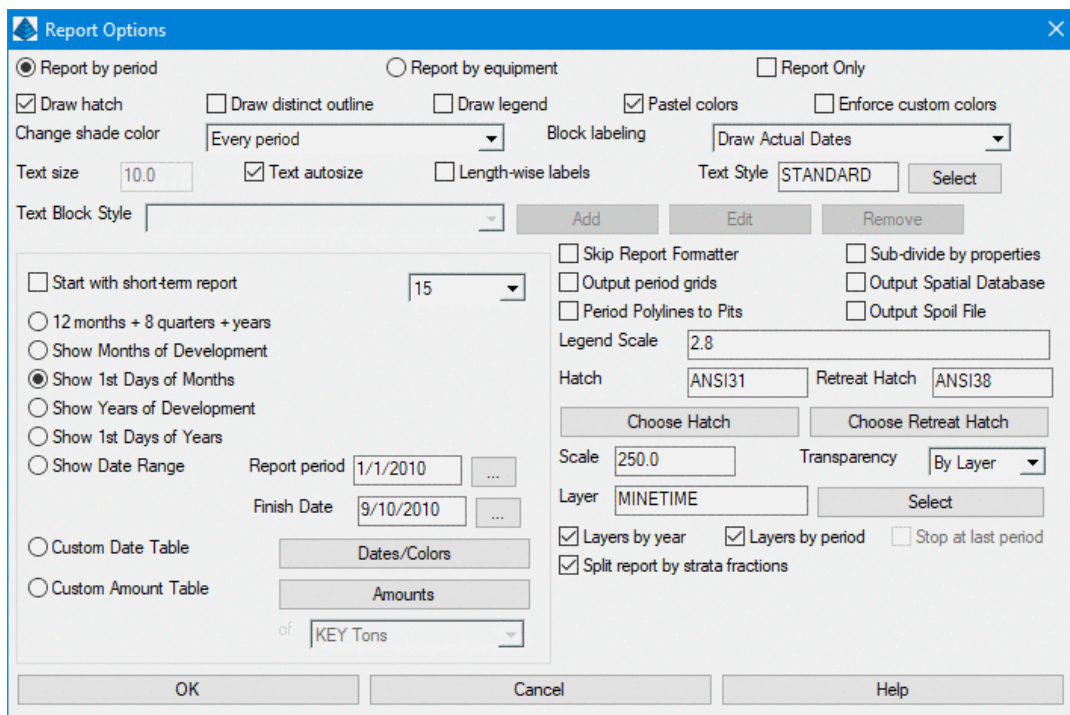 Report Options
Report by period Report by equipment Report Only
Draw hatch Draw distinct outline Draw legend Pastel colors Enforce custom colors
Change shade color Every period Block labeling Draw Actual Dates
Text size 10.0 Text autosize Length-wise labels Text Style STANDARD Select
Text Block Style Add Edit Remove
Skip Report Formatter Sub-divide by properties
Start with short-term report 15 Output period grids Output Spatial Database
12 months + 8 quarters + years Period Polylines to Pits Output Spoil File
Show Months of Development Legend Scale 2.8
Show 1st Days of Months Hatch ANSI31 Retreat Hatch ANSI38
Show Years of Development Choose Hatch Choose Retreat Hatch
Show 1st Days of Years
Show Date Range Report period 1/1/2010 ... Scale 250.0 Transparency By Layer
Finish Date 9/10/2010 ... Layer MINETIME Select
Custom Date Table Dates/Colors Layers by year Layers by period Stop at last period
Custom Amount Table Amounts Split report by strata fractions
of KEY Tons
OK Cancel Help